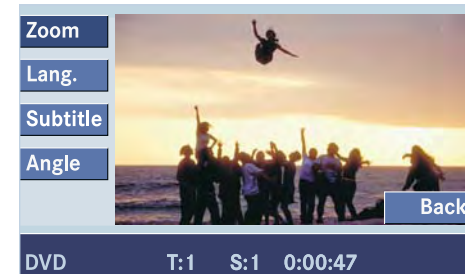 Zoom
Lang.
Subtitle
Angle
Back
DVD T:1 S:1 0:00:47